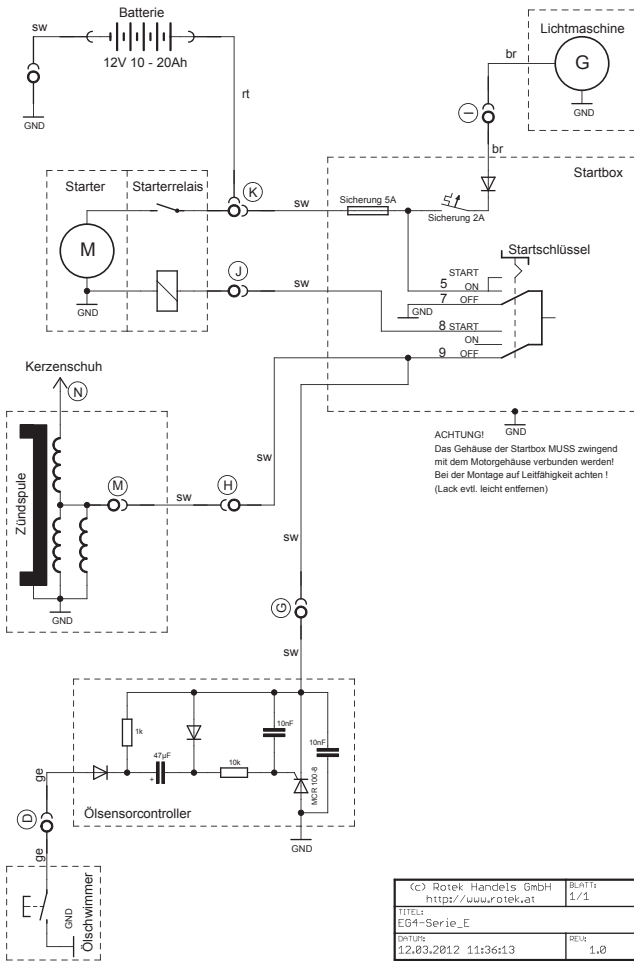 Batterie
sw
12V 10 - 20Ah
GND
rt
Lichtmaschine
G
GND
br
I
br
Startbox
Starter
Starterrelais
K
sw
Sicherung 5A
Sicherung 2A
M
GND
J
sw
Startschlüssel
START
5 ON
7 OFF
GND
8 START
ON
9 OFF
GND
ACHTUNG!
Das Gehäuse der Startbox MUSS zwingend
mit dem Motorgehäuse verbunden werden!
Bei der Montage auf Leitfähigkeit achten !
(Lack evtl. leicht entfernen)
Kerzenschuh
N
Zündspule
M
sw
H
sw
GND
sw
G
sw
1k
47µF
+
10k
10nF
10nF
MCR 100-8
Ölsensorcontroller
GND
ge
D
ge
GND
Ölschwimmer
(c) Rotek Handels GmbH
http://www.rotek.at
BLATT:
1/1
TITEL:
EG4-Serie_E
DATUM:
12.03.2012 11:36:13
REV:
1.0